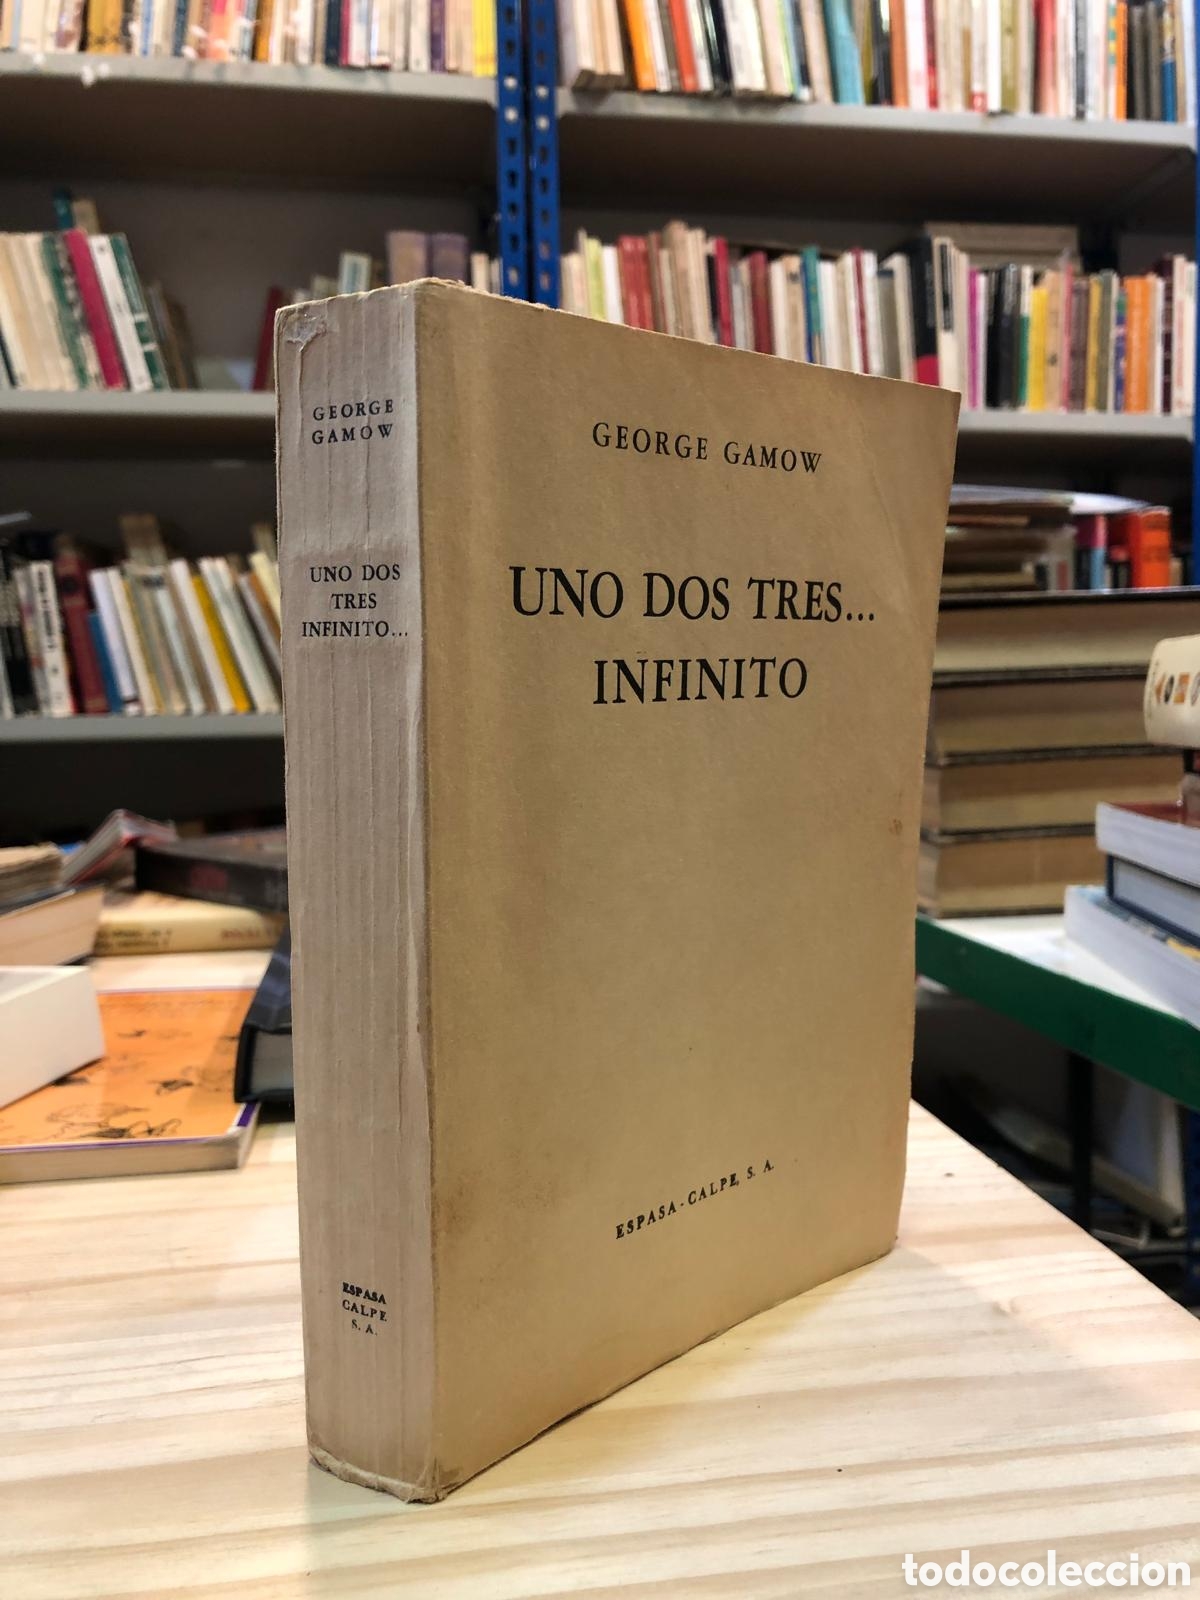 GEORGE
GAMOW
UNO DOS
TRES
INFINITO...
ESPASA
CALPE
S. A.
GEORGE GAMOW
UNO DOS TRES...
INFINITO
ESPASA-CALPE, S. A.
todocoleccion